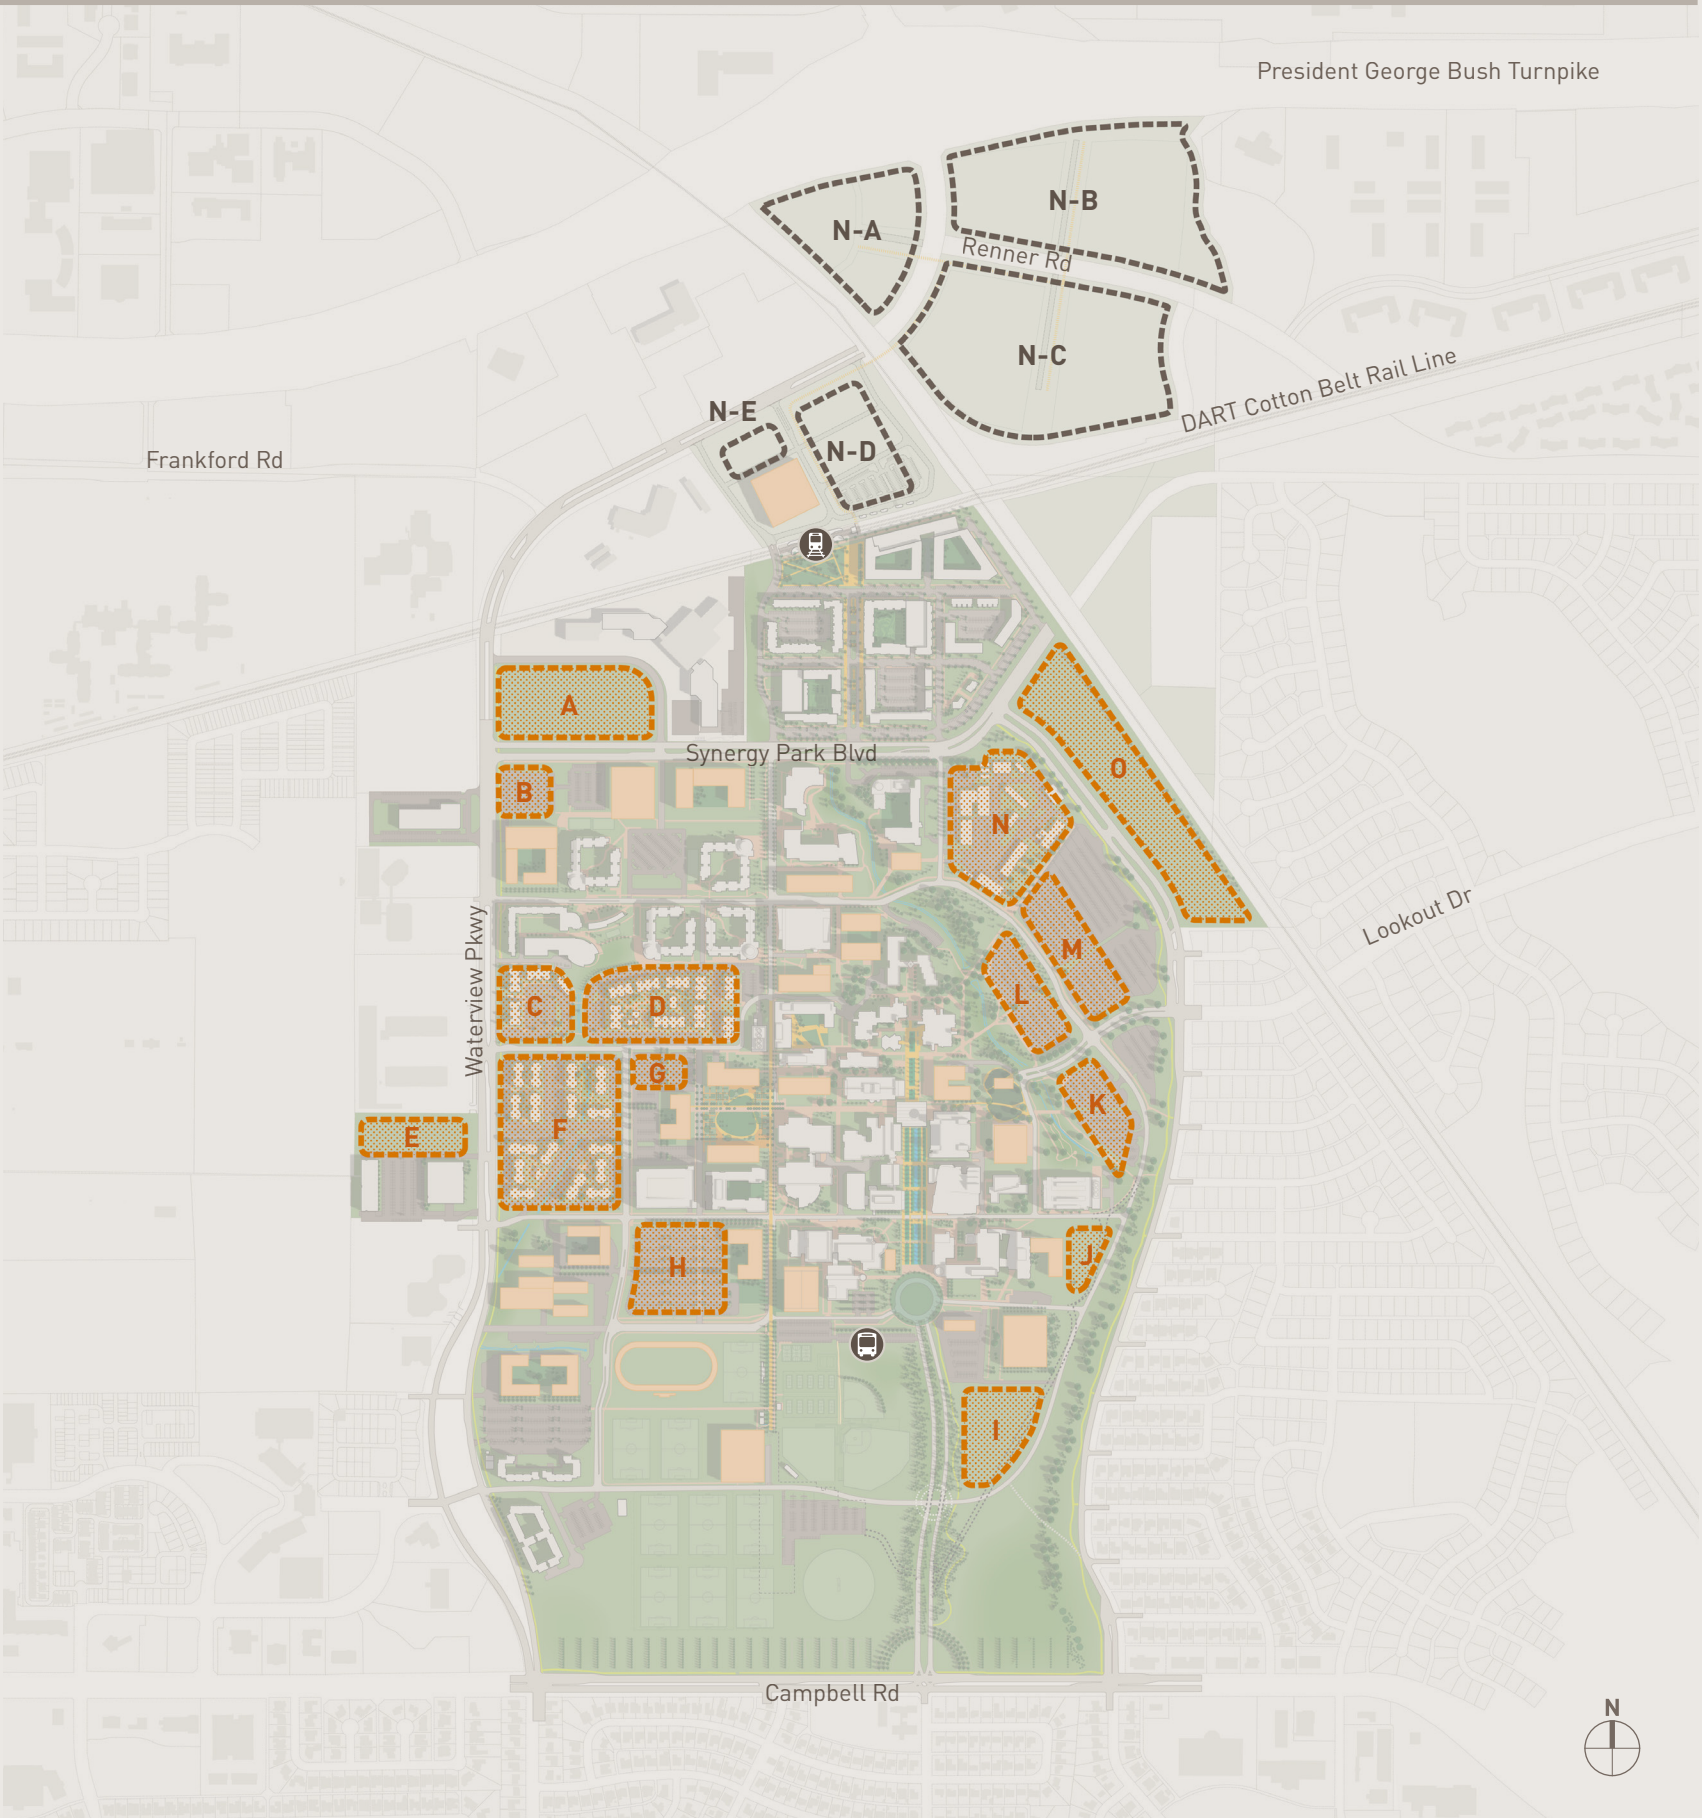 President George Bush Turnpike
N-B
N-A
Renner Rd
N-C
DART Cotton Belt Rail Line
N-E
N-D
Frankford Rd
A
Synergy Park Blvd
O
B
N
Lookout Dr
M
Waterview Pkwy
L
C
D
G
K
F
E
J
H
I
Campbell Rd
N